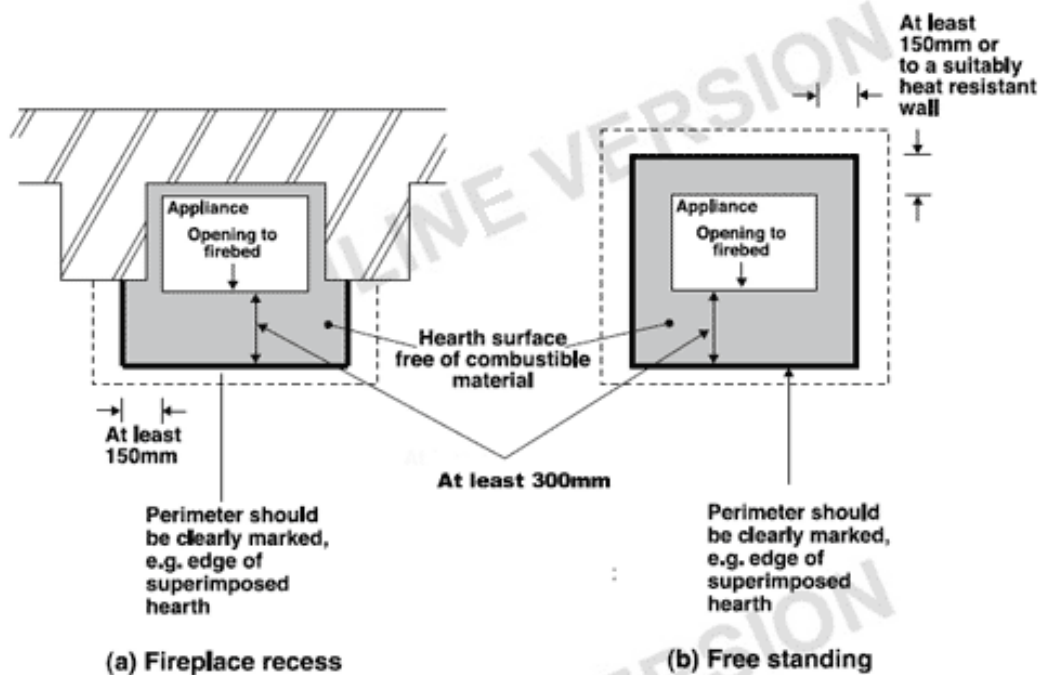 At least
150mm or
to a suitably
heat resistant
wall
Appliance
Opening to
firebed
Appliance
Opening to
firebed
Hearth surface
free of combustible
material
At least
150mm
At least 300mm
Perimeter should
be clearly marked,
e.g. edge of
superimposed
hearth
Perimeter should
be clearly marked,
e.g. edge of
superimposed
hearth
(a) Fireplace recess
(b) Free standing
LINE VERSION
VERSION